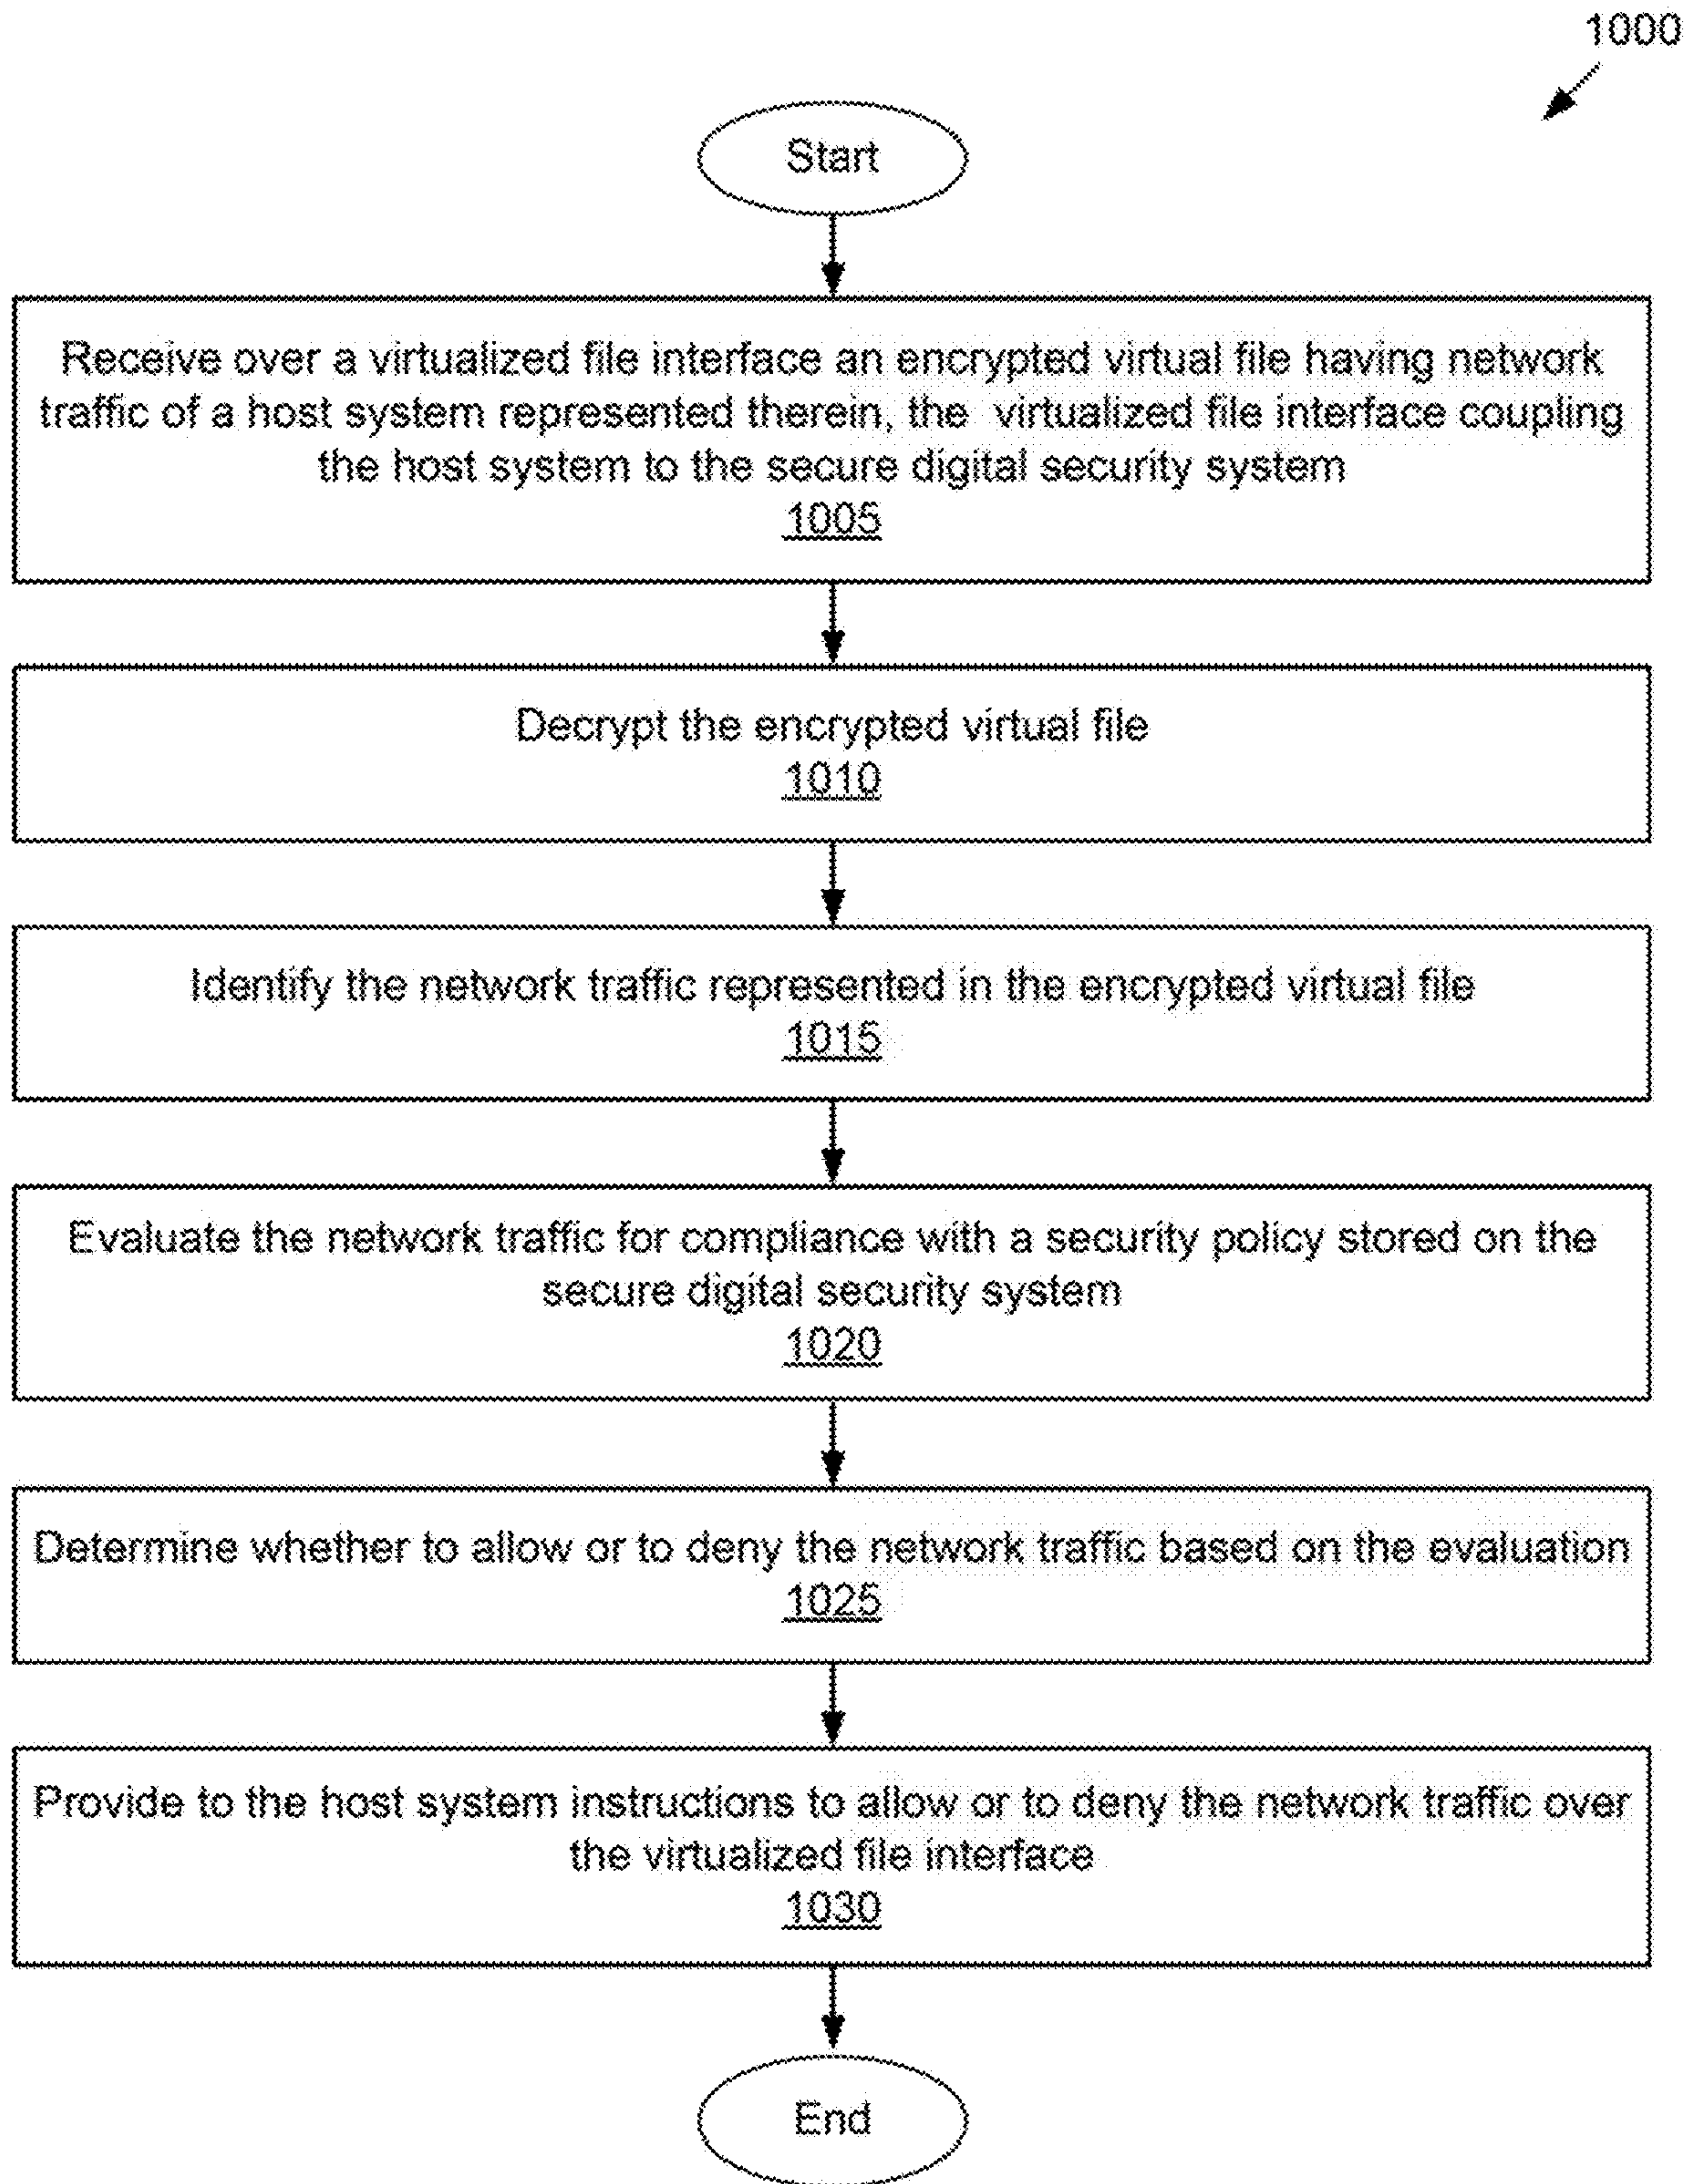 1000
Start
Receive over a virtualized file interface an encrypted virtual file having network
traffic of a host system represented therein, the virtualized file interface coupling
the host system to the secure digital security system
1005
Decrypt the encrypted virtual file
1010
Identify the network traffic represented in the encrypted virtual file
1015
Evaluate the network traffic for compliance with a security policy stored on the
secure digital security system
1020
Determine whether to allow or to deny the network traffic based on the evaluation
1025
Provide to the host system instructions to allow or to deny the network traffic over
the virtualized file interface
1030
End